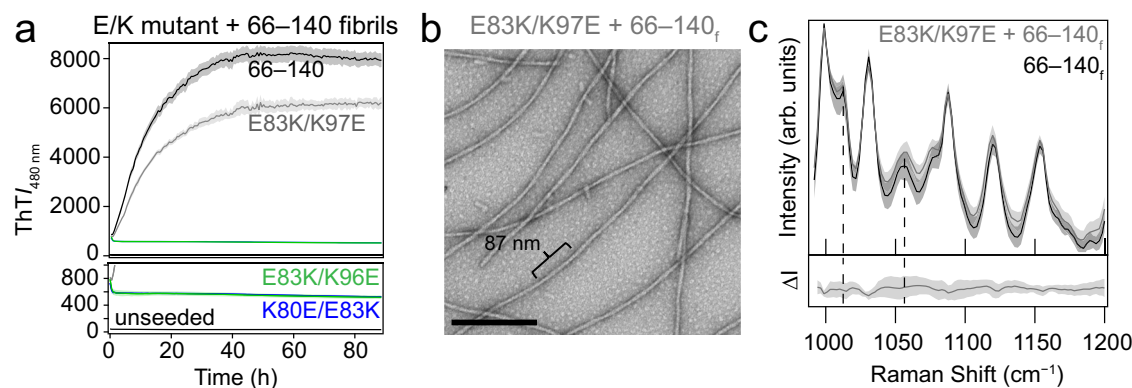 a
E/K mutant + 66–140 fibrils
8000
6000
4000
2000
0
66–140
E83K/K97E
800
400
0
E83K/K96E
K80E/E83K
unseeded
0 20 40 60 80
Time (h)
ThT I480 nm
b
E83K/K97E + 66–140f
87 nm
c
E83K/K97E + 66–140f
66–140f
Intensity (arb. units)
ΔI
1000 1050 1100 1150 1200
Raman Shift (cm⁻¹)